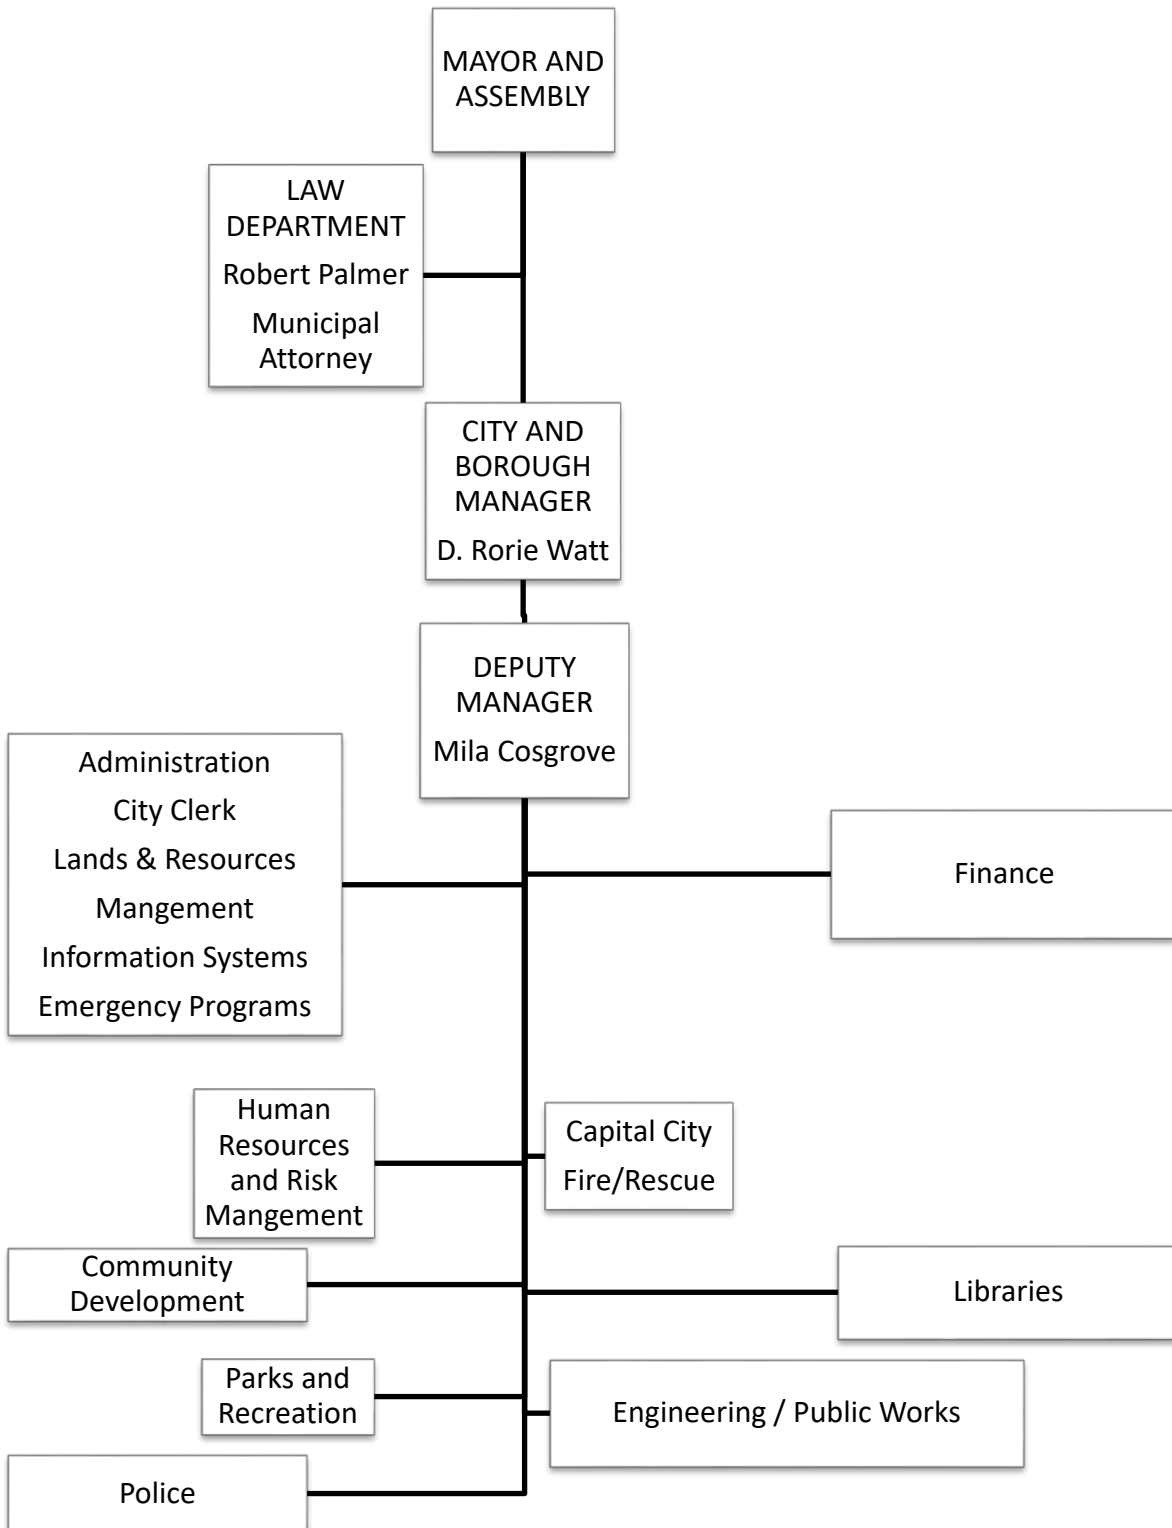 MAYOR AND
ASSEMBLY
LAW
DEPARTMENT
Robert Palmer
Municipal
Attorney
CITY AND
BOROUGH
MANAGER
D. Rorie Watt
DEPUTY
MANAGER
Mila Cosgrove
Administration
City Clerk
Lands & Resources
Mangement
Information Systems
Emergency Programs
Finance
Human
Resources
and Risk
Mangement
Capital City
Fire/Rescue
Community
Development
Libraries
Parks and
Recreation
Engineering / Public Works
Police